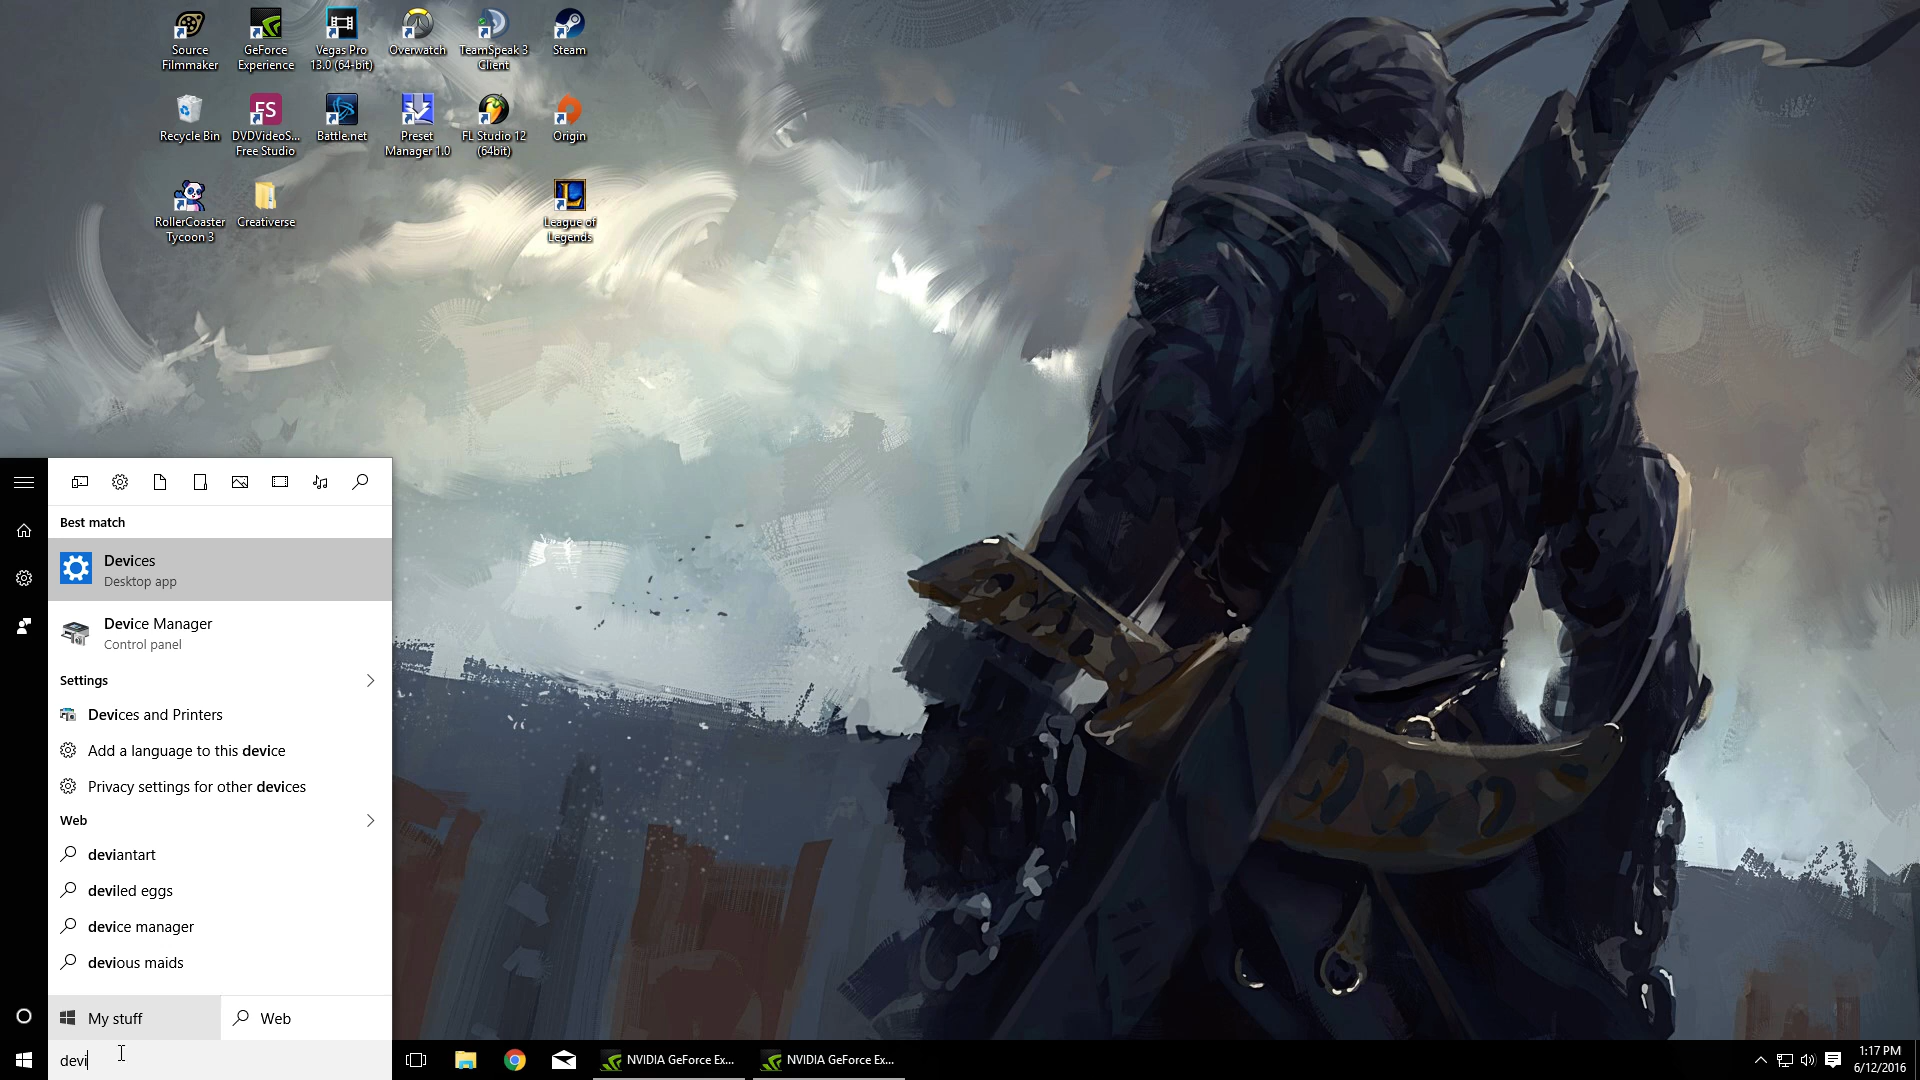 Source
Filmmaker
GeForce
Experience
Vegas Pro
13.0 (64-bit)
Overwatch
TeamSpeak 3
Client
Steam
Recycle Bin
FS
DVDVideoS...
Free Studio
Battle.net
Preset
Manager 1.0
FL Studio 12
(64bit)
Origin
RollerCoaster
Tycoon 3
Creativerse
L
League of
Legends
Best match
Devices
Desktop app
Device Manager
Control panel
Settings
Devices and Printers
Add a language to this device
Privacy settings for other devices
Web
deviantart
deviled eggs
device manager
devious maids
My stuff
Web
devi
NVIDIA GeForce Ex...
NVIDIA GeForce Ex...
1:17 PM
6/12/2016